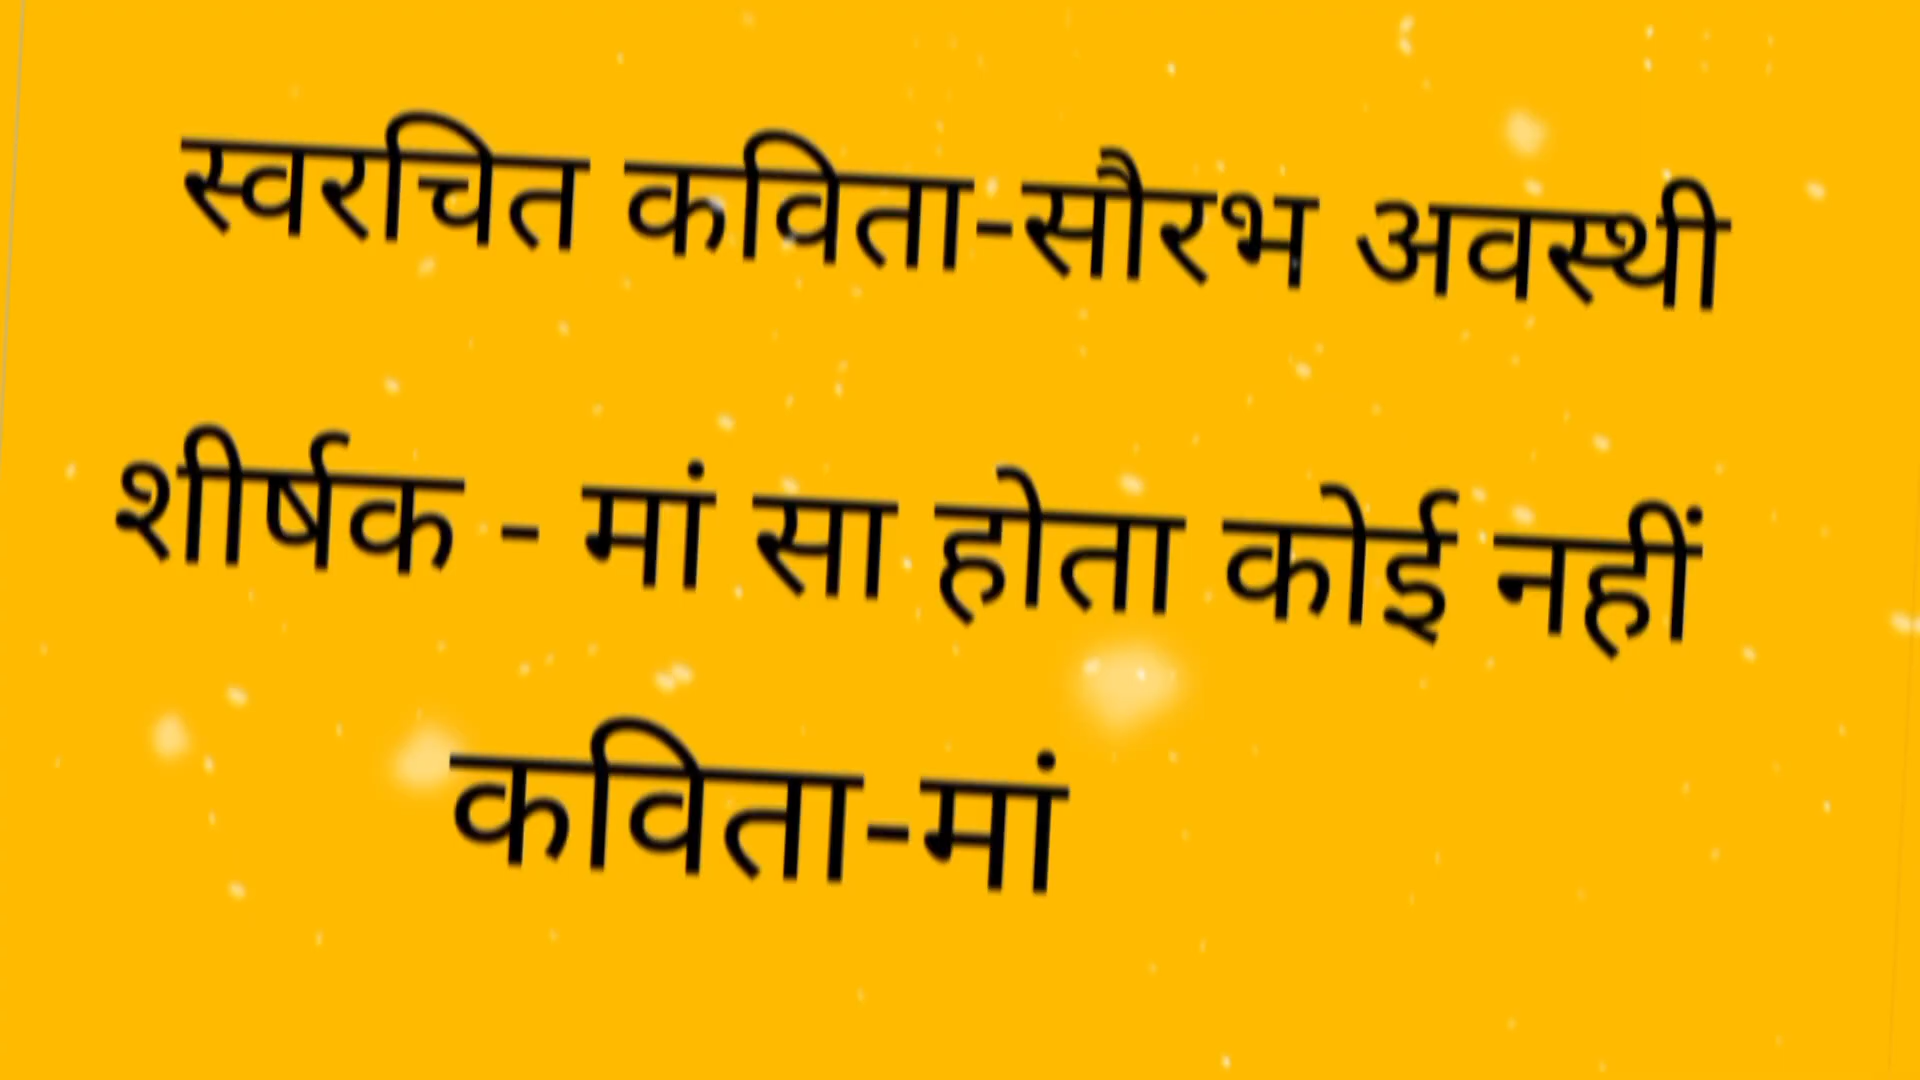 स्वरचित कविता-सौरभ अवस्थी
शीर्षक - मां सा होता कोई नहीं
कविता-मां